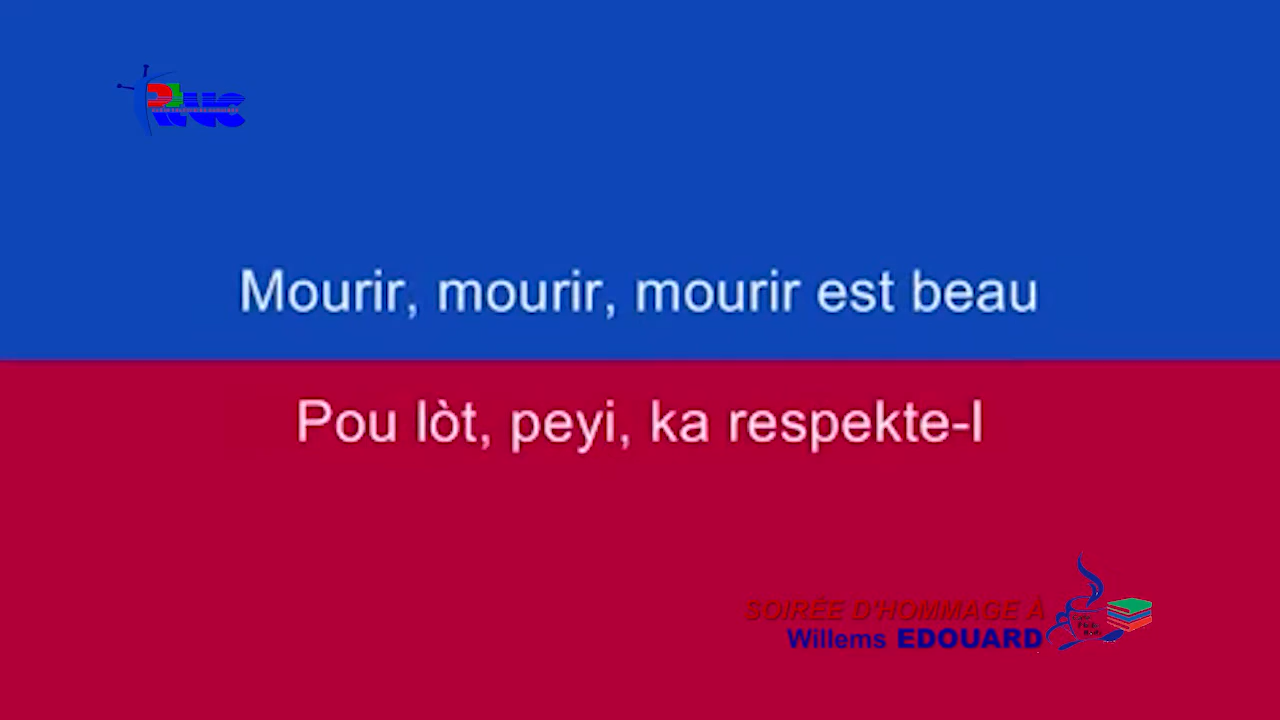 Mourir, mourir, mourir est beau
Pou lòt, peyi, ka respekte-l
SOIRÉE D'HOMMAGE À
Willems EDOUARD